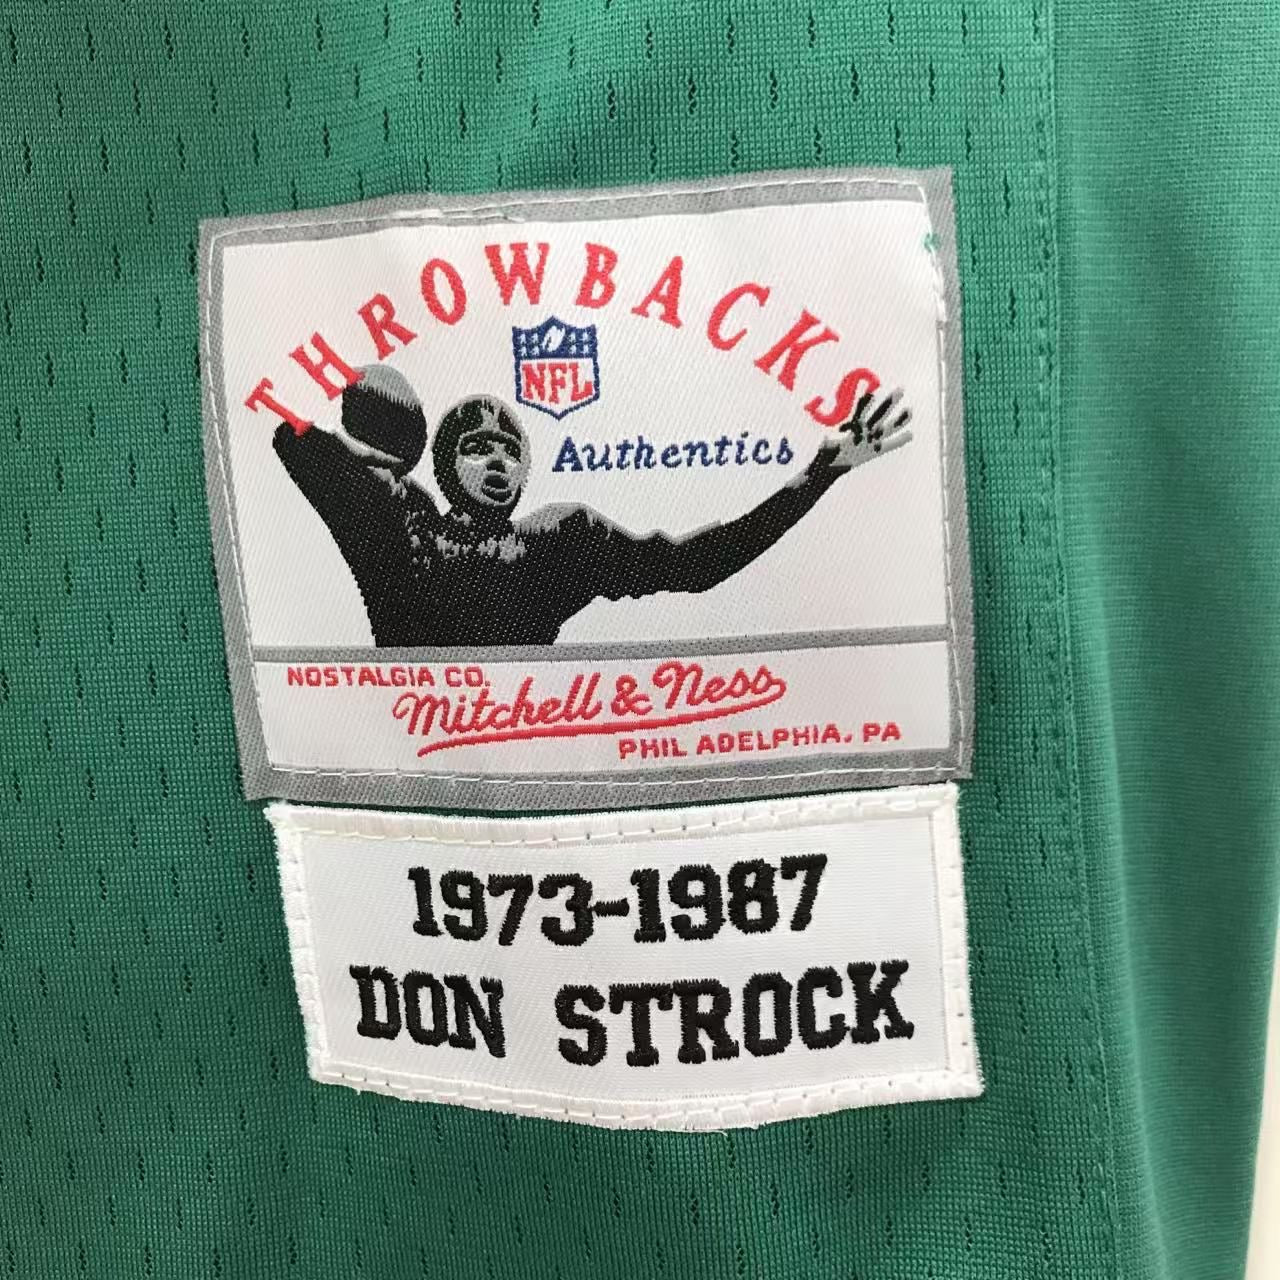 THROWBACKS
NFL
Authentics
NOSTALGIA CO.
Mitchell & Ness
PHIL ADELPHIA. PA
1973-1987
DON STROCK